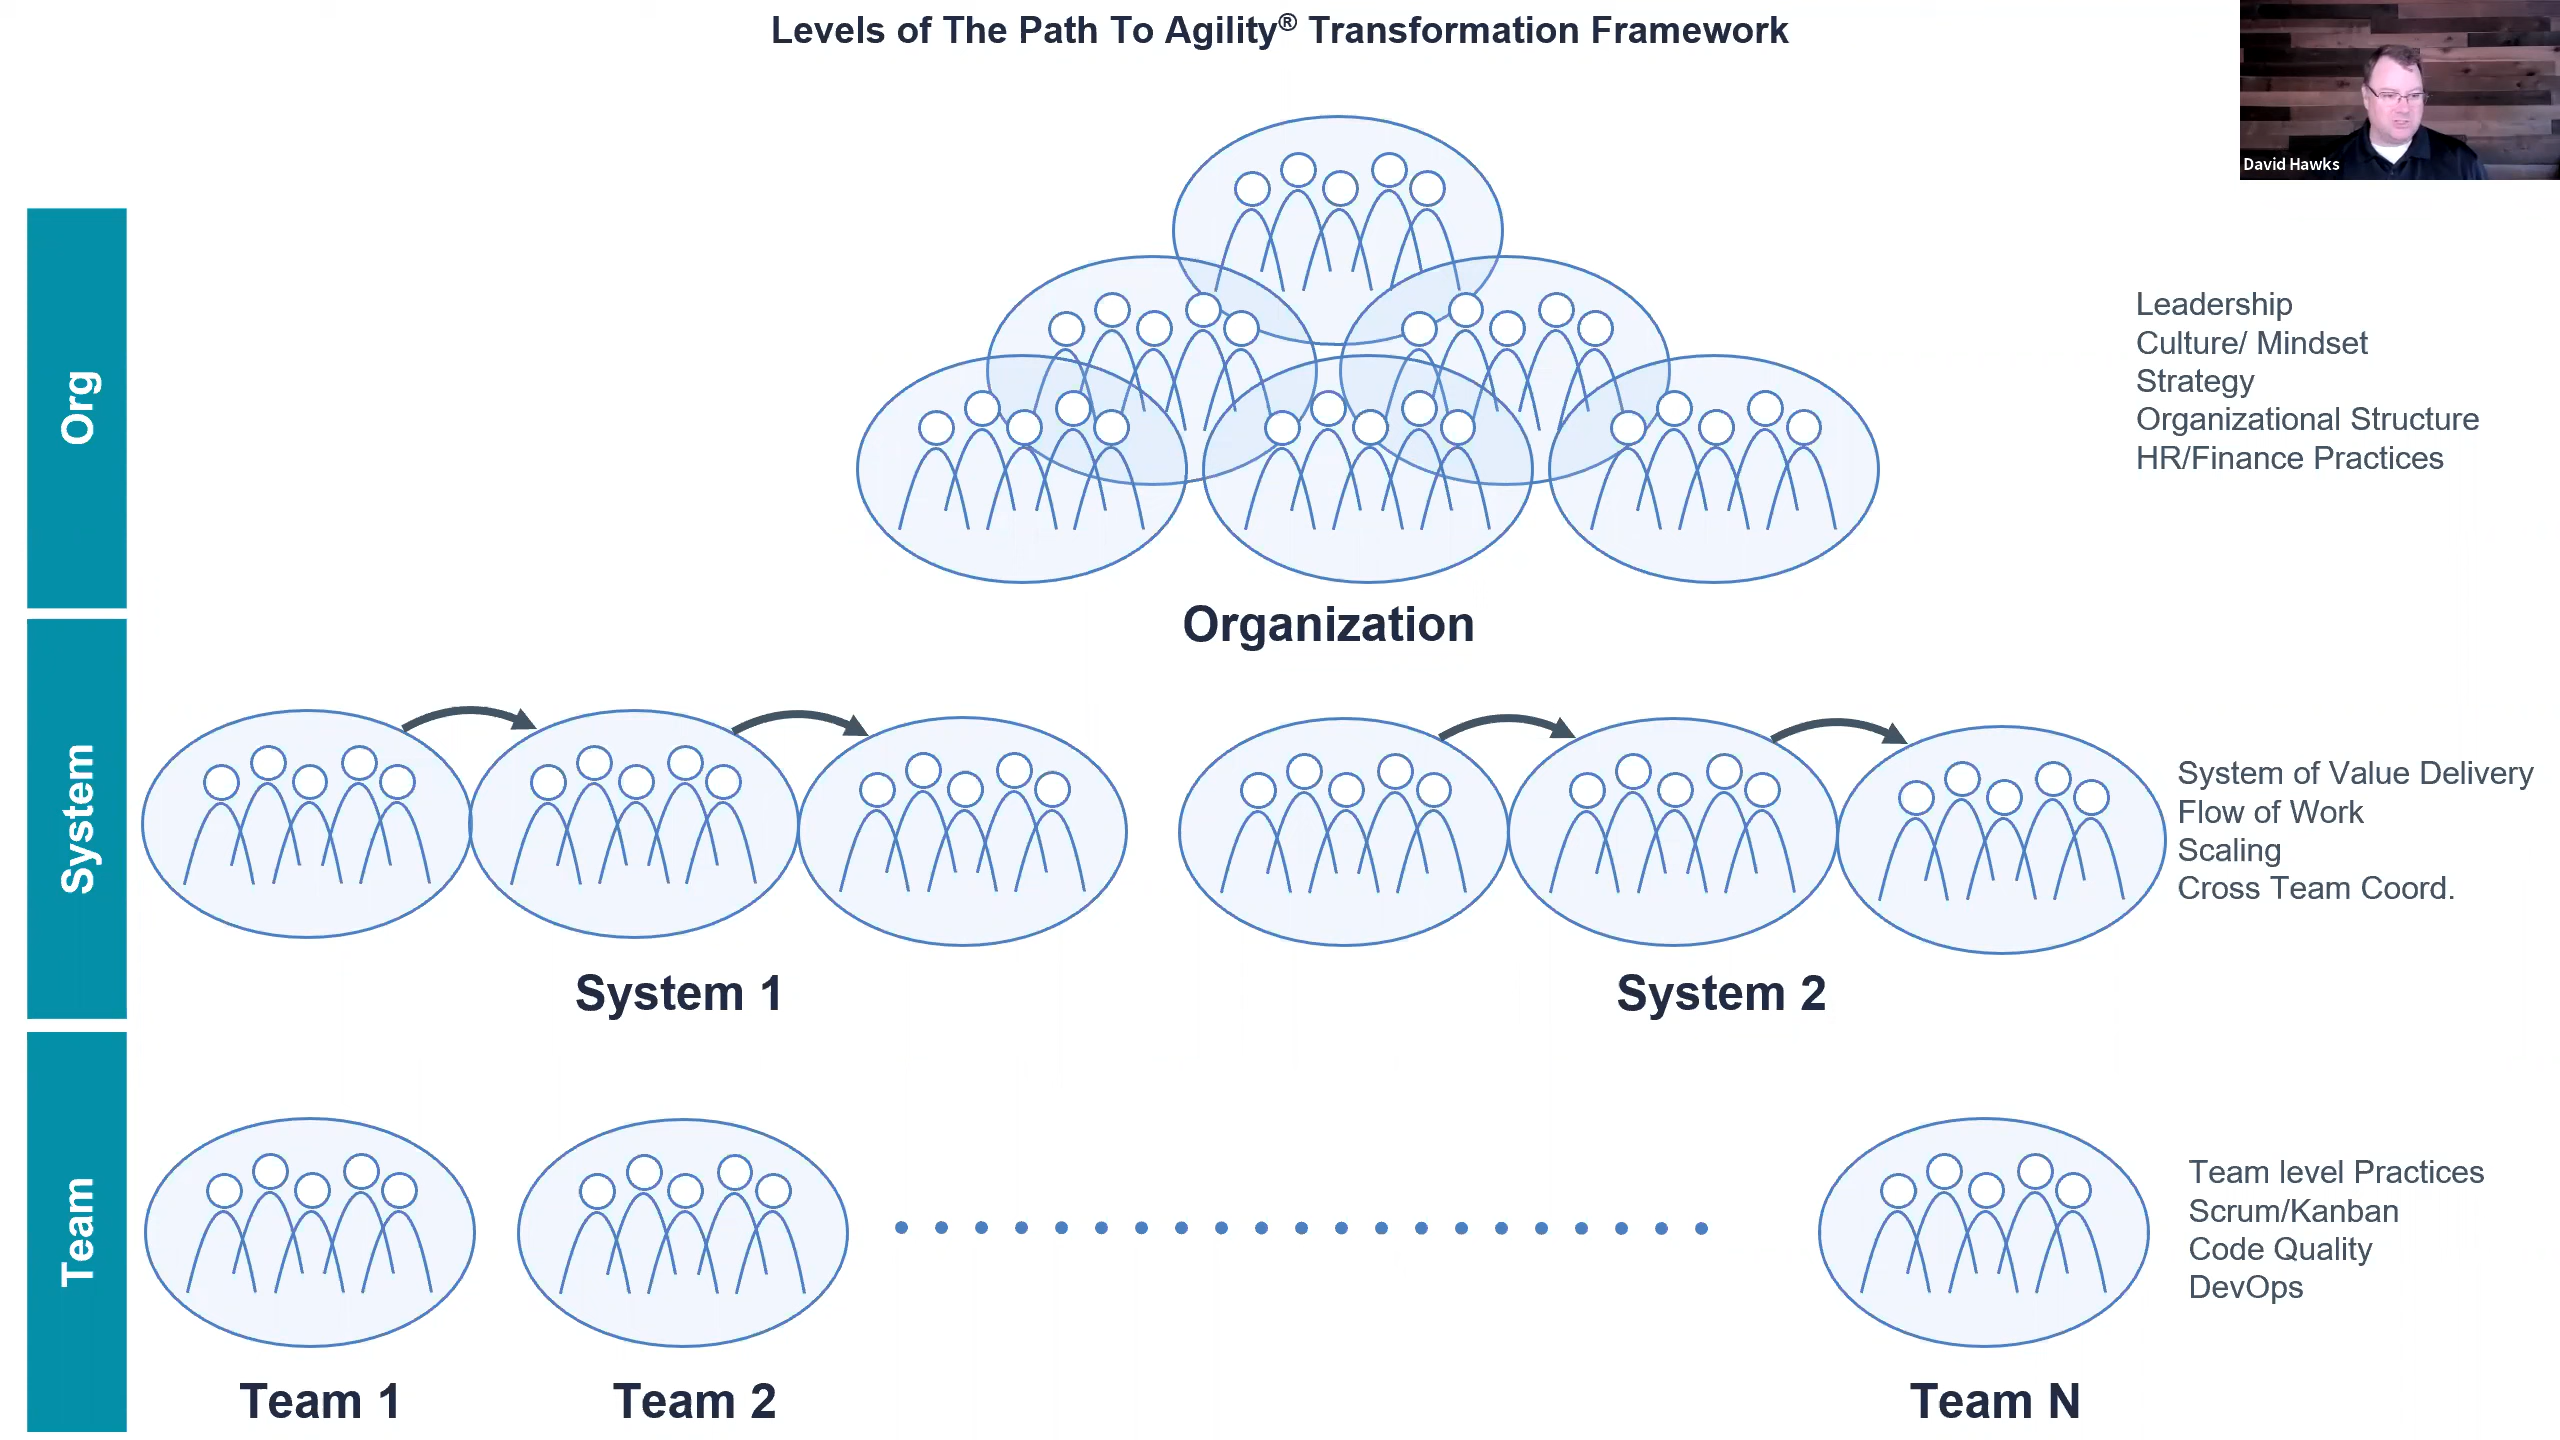 Levels of The Path To Agility® Transformation Framework
David Hawks
Org
Leadership
Culture/ Mindset
Strategy
Organizational Structure
HR/Finance Practices
Organization
System
System of Value Delivery
Flow of Work
Scaling
Cross Team Coord.
System 1
System 2
Team
Team level Practices
Scrum/Kanban
Code Quality
DevOps
Team 1
Team 2
Team N